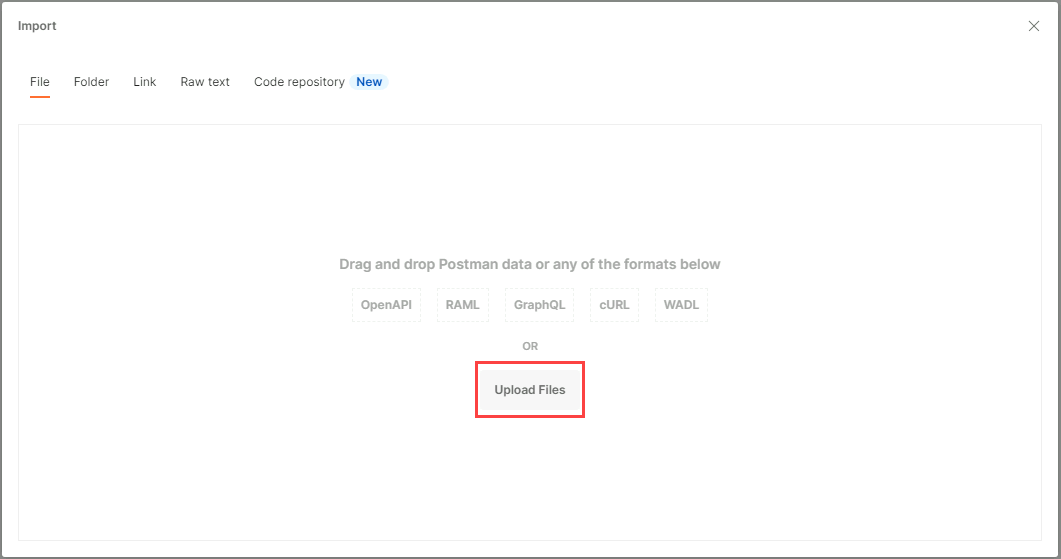 Import
File Folder Link Raw text Code repository New
Drag and drop Postman data or any of the formats below
OpenAPI RAML GraphQL cURL WADL
OR
Upload Files